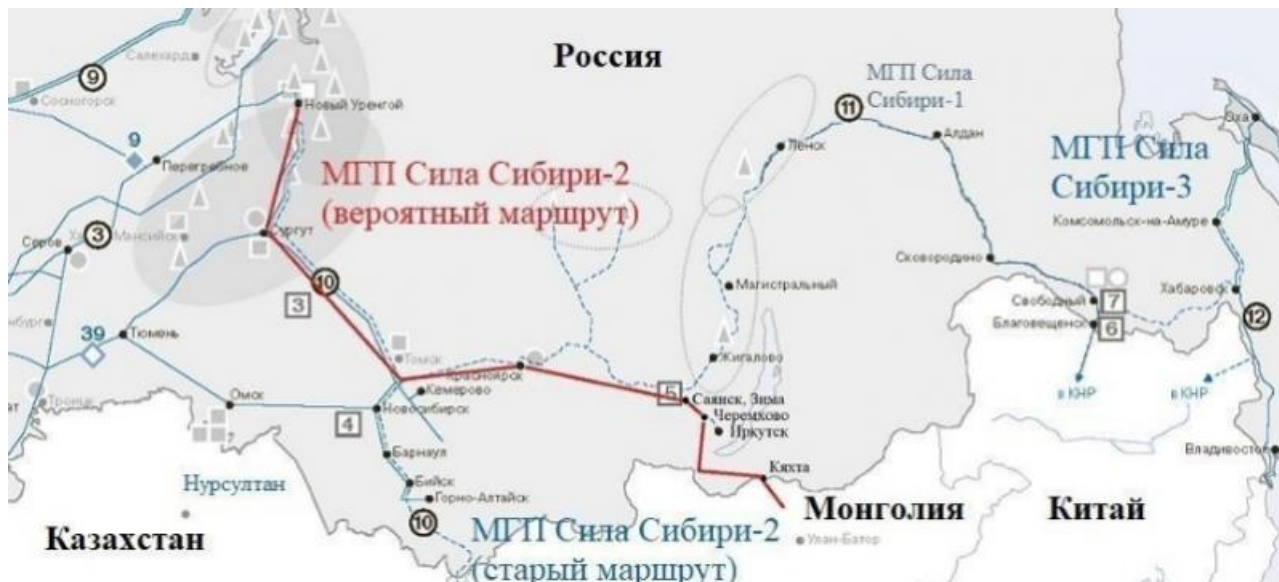 Россия
Салехард
9
Сосногорск
Новый Уренгой
МГП Сила
Сибири-1
11
Ленск
Алдан
Оха
9
Перегребное
МГП Сила Сибири-2
(вероятный маршрут)
МГП Сила
Сибири-3
Комсомольск-на-Амуре
3
Мансийск
Серов
Сургут
10
3
Магистральный
Сковородино
Хабаровск
Свободный
7
Благовещенск
6
12
Тюмень
39
Томск
Жигалово
Красноярск
Кемерово
5
Саянск, Зима
Черемхово
Иркутск
в КНР
в КНР
Троицк
Омск
Новосибирск
4
Барнаул
Владивосток
Кяхта
Нурсултан
Бийск
Горно-Алтайск
10
Монголия
Китай
Казахстан
МГП Сила Сибири-2
(старый маршрут)
Улан-Батор